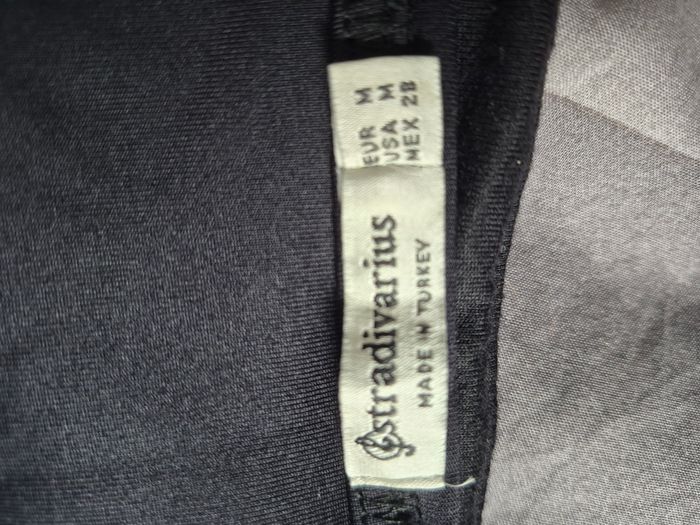 stradivarius
MADE IN TURKEY
EUR M
USA M
MEX 28